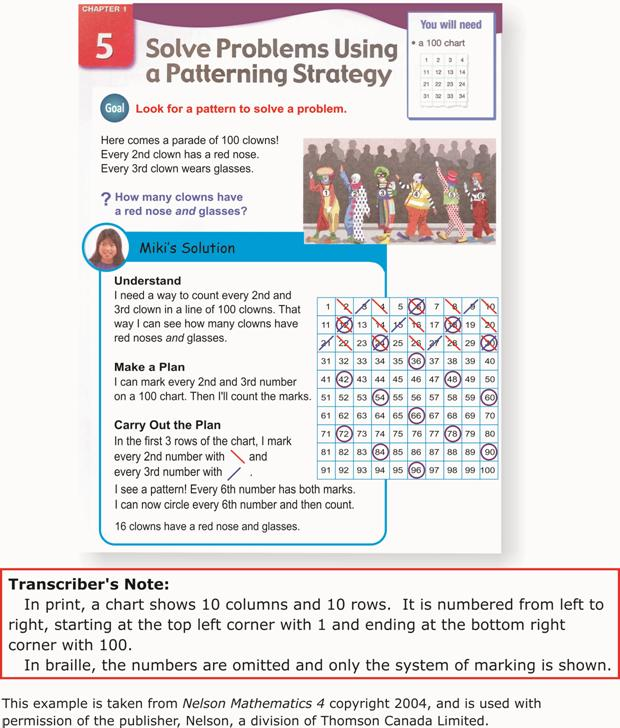 CHAPTER 1
5
Solve Problems Using
a Patterning Strategy
You will need
• a 100 chart
1 2 3 4
11 12 13 14
21 22 23 24
31 32 33 34
Goal
Look for a pattern to solve a problem.
Here comes a parade of 100 clowns!
Every 2nd clown has a red nose.
Every 3rd clown wears glasses.
? How many clowns have
a red nose and glasses?
1 2 3 4 5 6
Miki's Solution
Understand
I need a way to count every 2nd and
3rd clown in a line of 100 clowns. That
way I can see how many clowns have
red noses and glasses.
Make a Plan
I can mark every 2nd and 3rd number
on a 100 chart. Then I'll count the marks.
Carry Out the Plan
In the first 3 rows of the chart, I mark
every 2nd number with and
every 3rd number with .
I see a pattern! Every 6th number has both marks.
I can now circle every 6th number and then count.
16 clowns have a red nose and glasses.
1 2 3 4 5 6 7 8 9 10
11 12 13 14 15 16 17 18 19 20
21 22 23 24 25 26 27 28 29 30
31 32 33 34 35 36 37 38 39 40
41 42 43 44 45 46 47 48 49 50
51 52 53 54 55 56 57 58 59 60
61 62 63 64 65 66 67 68 69 70
71 72 73 74 75 76 77 78 79 80
81 82 83 84 85 86 87 88 89 90
91 92 93 94 95 96 97 98 99 100
Transcriber's Note:
In print, a chart shows 10 columns and 10 rows. It is numbered from left to
right, starting at the top left corner with 1 and ending at the bottom right
corner with 100.
In braille, the numbers are omitted and only the system of marking is shown.
This example is taken from Nelson Mathematics 4 copyright 2004, and is used with
permission of the publisher, Nelson, a division of Thomson Canada Limited.